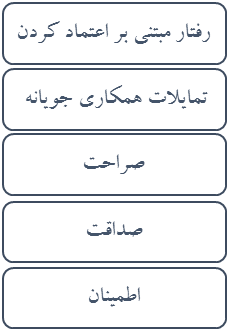 رفتار مبتنی بر اعتماد کردن
تمایلات همکاری جویانه
صراحت
صداقت
اطمینان